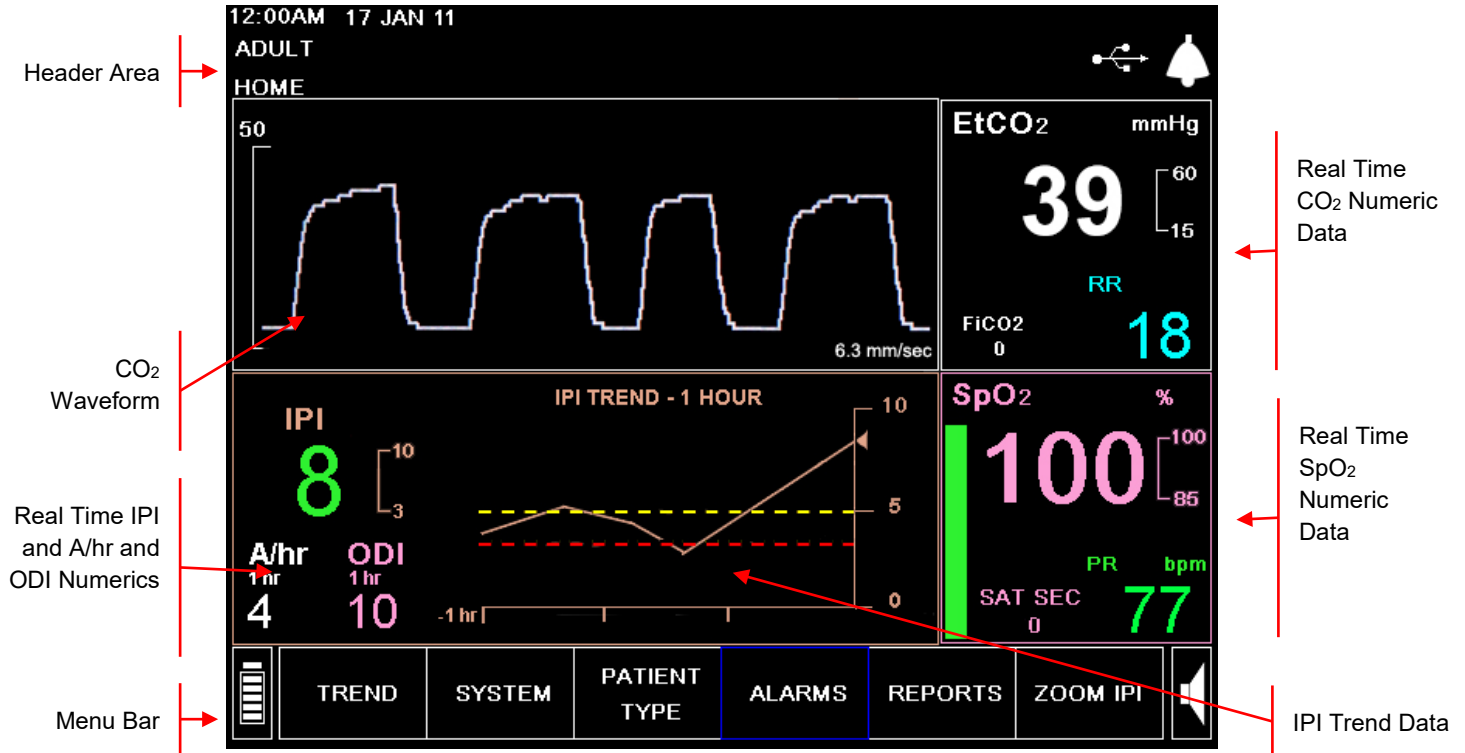 12:00AM 17 JAN 11
ADULT
HOME
Header Area
50
6.3 mm/sec
EtCO2 mmHg
39
60
15
RR
FiCO2
0
18
Real Time
CO2 Numeric
Data
CO2
Waveform
IPI TREND - 1 HOUR
IPI
8
10
3
A/hr
1 hr
4
ODI
1 hr
10
10
5
0
-1 hr
SpO2 %
100
100
85
PR bpm
SAT SEC
0
77
Real Time
SpO2
Numeric
Data
Real Time IPI
and A/hr and
ODI Numerics
Menu Bar
TREND
SYSTEM
PATIENT
TYPE
ALARMS
REPORTS
ZOOM IPI
IPI Trend Data